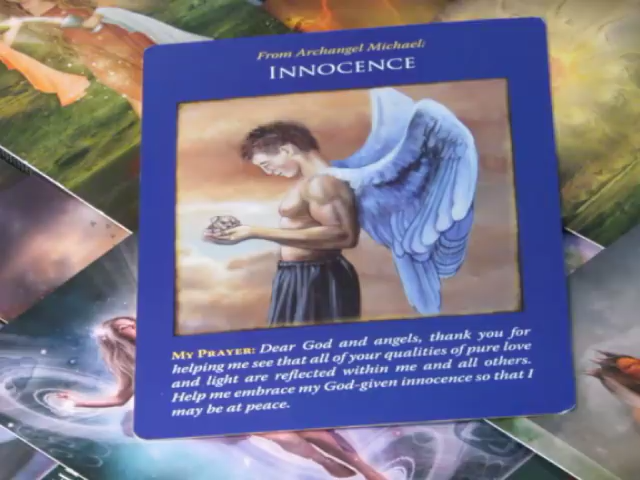 From Archangel Michael:
INNOCENCE
MY PRAYER: Dear God and angels, thank you for
helping me see that all of your qualities of pure love
and light are reflected within me and all others.
Help me embrace my God-given innocence so that I
may be at peace.